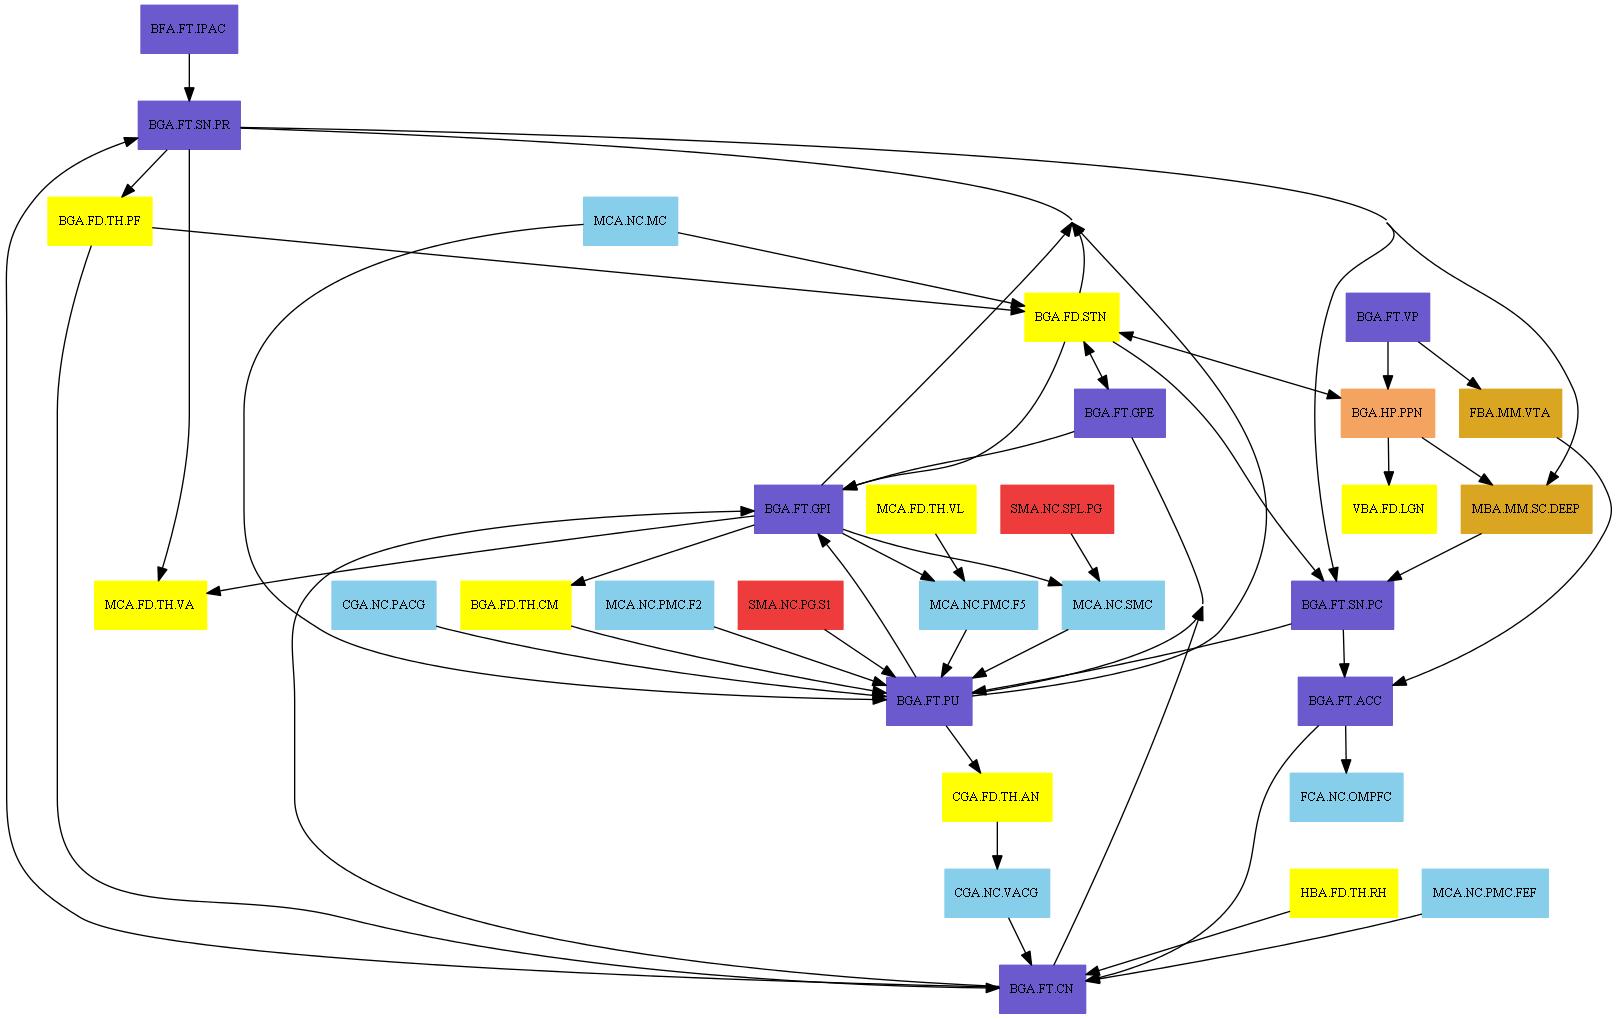 BFA.FT.IPAC
BGA.FT.SN.PR
BGA.FD.TH.PF
MCA.NC.MC
BGA.FD.STN
BGA.FT.VP
BGA.FT.GPE
BGA.HP.PPN
FBA.MM.VTA
BGA.FT.GPI
MCA.FD.TH.VL
SMA.NC.SPL.PG
VBA.FD.LGN
MBA.MM.SC.DEEP
MCA.FD.TH.VA
CGA.NC.PACG
BGA.FD.TH.CM
MCA.NC.PMC.F2
SMA.NC.PG.S1
MCA.NC.PMC.F5
MCA.NC.SMC
BGA.FT.SN.PC
BGA.FT.PU
BGA.FT.ACC
CGA.FD.TH.AN
FCA.NC.OMPFC
CGA.NC.VACG
HBA.FD.TH.RH
MCA.NC.PMC.FEF
BGA.FT.CN